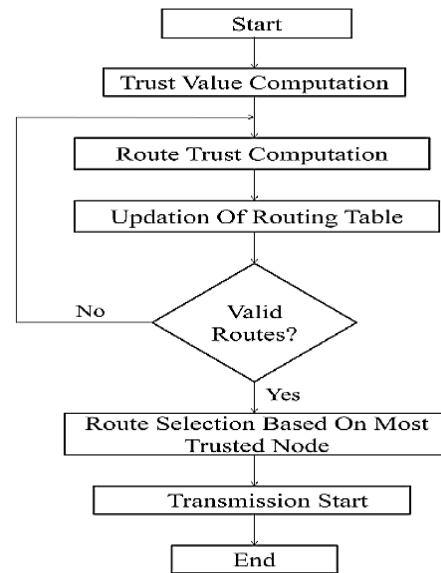 Start
Trust Value Computation
Route Trust Computation
Updation Of Routing Table
Valid
Routes?
No
Yes
Route Selection Based On Most
Trusted Node
Transmission Start
End